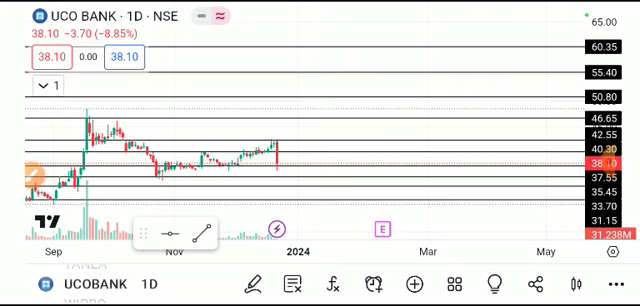 UCO BANK · 1D · NSE
38.10 −3.70 (−8.85%)
38.10 0.00 38.10
1
65.00
60.35
55.40
50.80
46.65
42.55
40.30
38.10
37.55
35.45
33.70
31.15
31.238M
E
Sep Nov 2024 Mar May
UCOBANK 1D
WIPRO